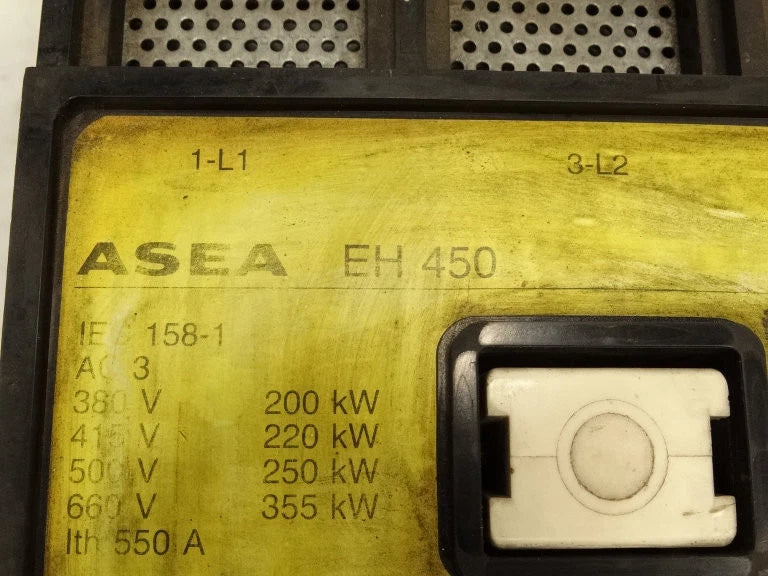 1-L1 3-L2
ASEA EH 450
IEC 158-1
AC 3
380 V 200 kW
415 V 220 kW
500 V 250 kW
660 V 355 kW
Ith 550 A